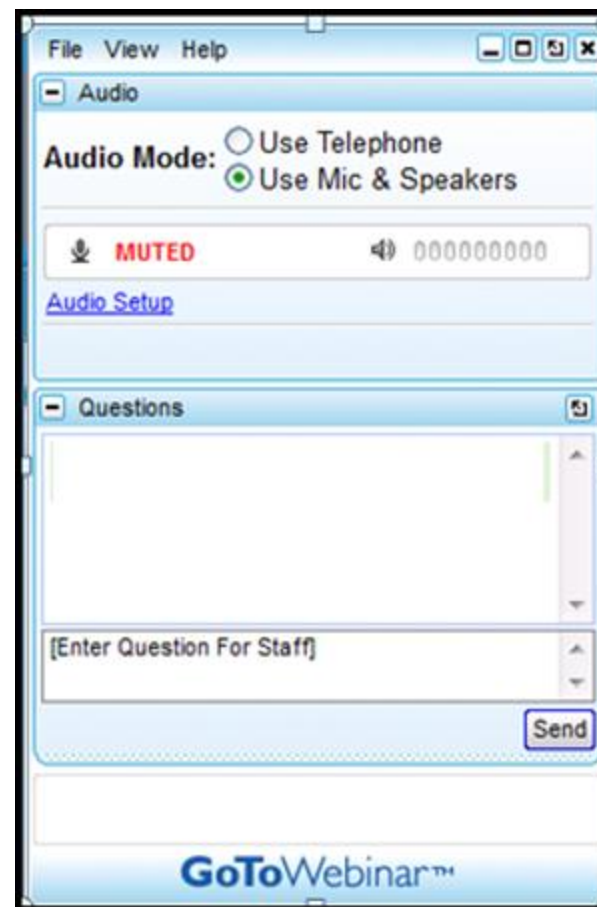 File View Help
Audio
Audio Mode:
Use Telephone
Use Mic & Speakers
MUTED
000000000
Audio Setup
Questions
[Enter Question For Staff]
Send
GoToWebinar™